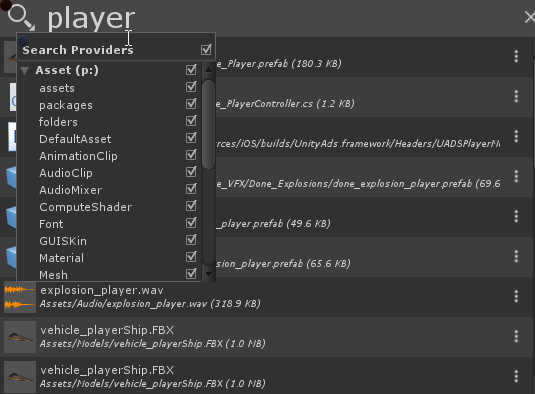 player
Search Providers
Asset (p:)
assets
packages
folders
DefaultAsset
AnimationClip
AudioClip
AudioMixer
ComputeShader
Font
GUISKin
Material
Mesh
e_Player.prefab (180.3 KB)
e_PlayerController.cs (1.2 KB)
rces/iOS/builds/UnityAds.framework/Headers/UADSPlayerM
e_VFX/Done_Explosions/done_explosion_player.prefab (69.6
_player.prefab (49.6 KB)
sion_player.prefab (65.6 KB)
explosion_player.wav
Assets/Audio/explosion_player.wav (318.9 KB)
vehicle_playerShip.FBX
Assets/Models/vehicle_playerShip.FBX (1.0 MB)
vehicle_playerShip.FBX
Assets/Models/vehicle_playerShip.FBX (1.0 MB)